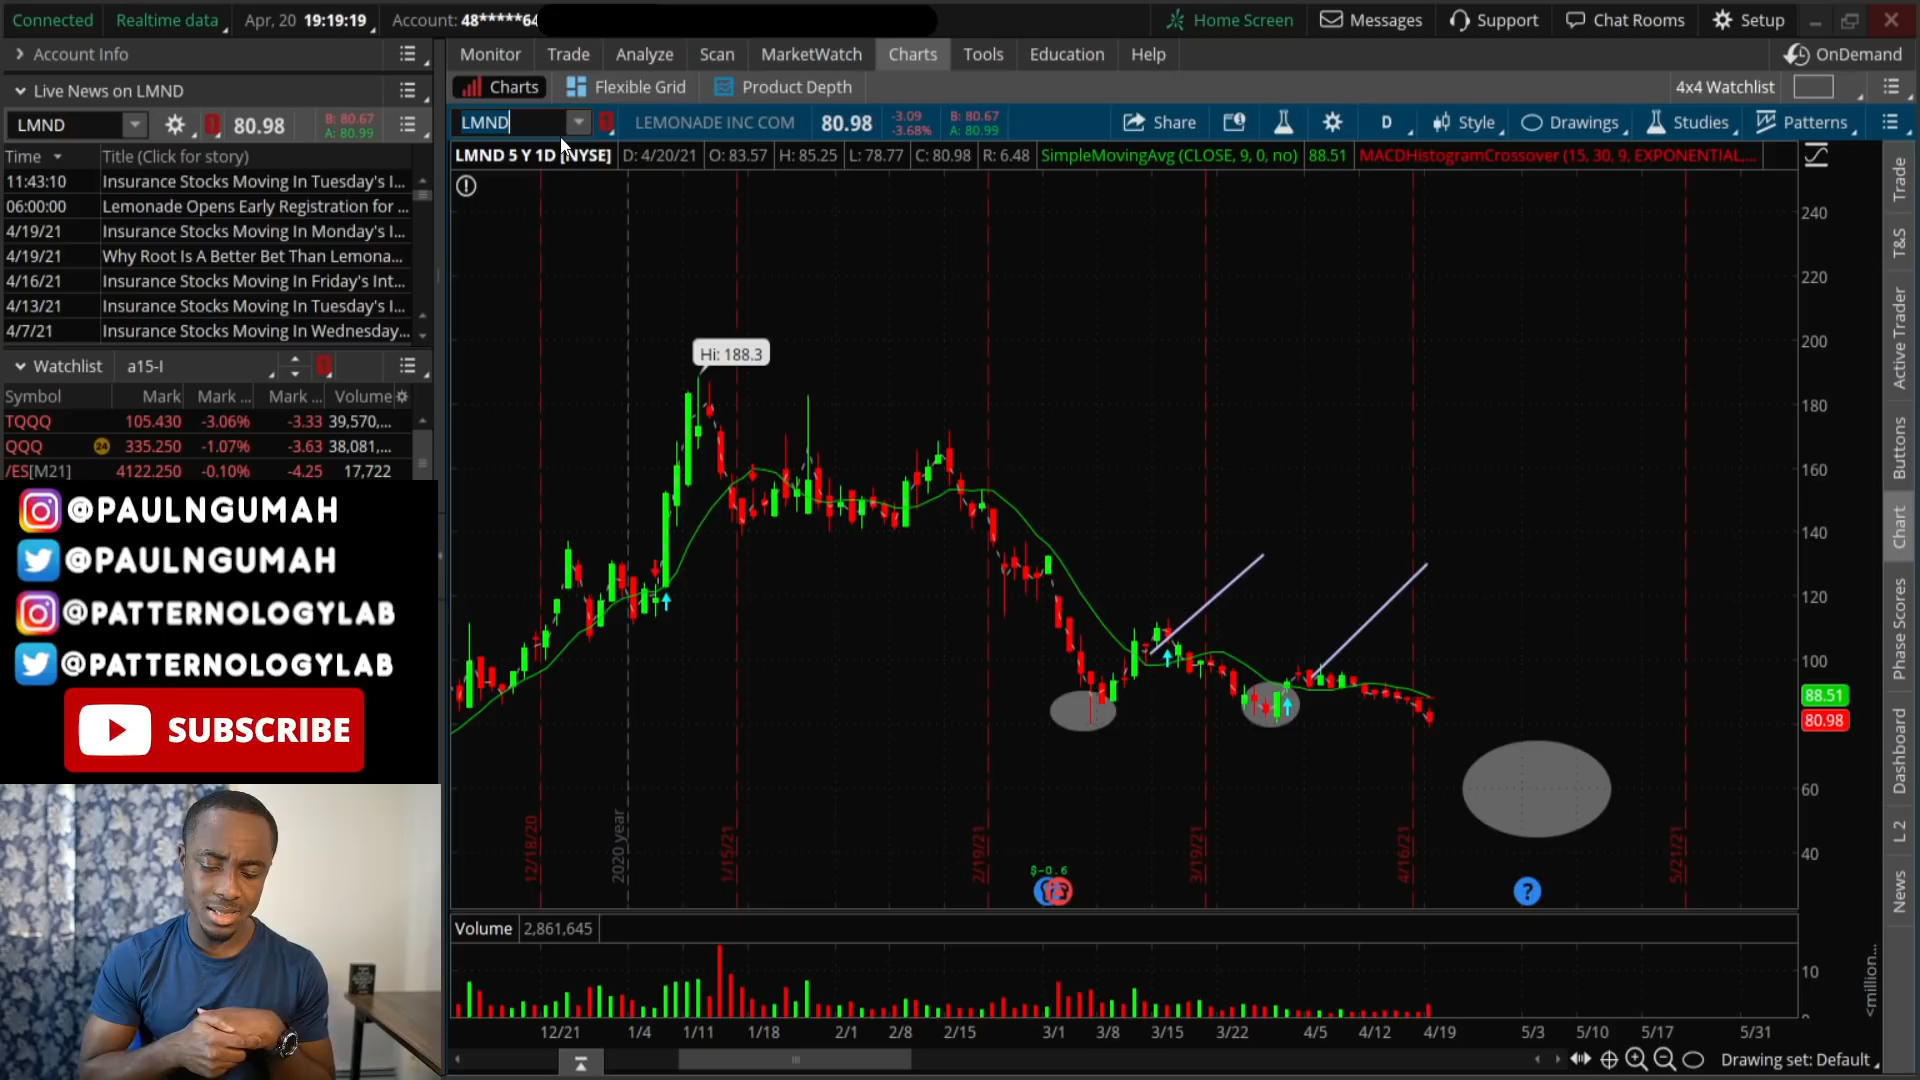 Connected Realtime data Apr, 20 19:19:19 Account: 48*****64 Home Screen Messages Support Chat Rooms Setup
Account Info
Monitor Trade Analyze Scan MarketWatch Charts Tools Education Help OnDemand
Live News on LMND
Charts Flexible Grid Product Depth 4x4 Watchlist
LMND 1 80.98 B: 80.67 A: 80.99
LMND 1 LEMONADE INC COM 80.98 -3.09 -3.68% B: 80.67 A: 80.99 Share D Style Drawings Studies Patterns
LMND 5 Y 1D [NYSE] D: 4/20/21 O: 83.57 H: 85.25 L: 78.77 C: 80.98 R: 6.48 SimpleMovingAvg (CLOSE, 9, 0, no) 88.51 MACDHistogramCrossover (15, 30, 9, EXPONENTIAL,...
Time Title (Click for story)
11:43:10 Insurance Stocks Moving In Tuesday's I...
06:00:00 Lemonade Opens Early Registration for ...
4/19/21 Insurance Stocks Moving In Monday's I...
4/19/21 Why Root Is A Better Bet Than Lemona...
4/16/21 Insurance Stocks Moving In Friday's Int...
4/13/21 Insurance Stocks Moving In Tuesday's I...
4/7/21 Insurance Stocks Moving In Wednesday...
Watchlist a15-I 1
Symbol Mark Mark ... Mark ... Volume
TQQQ 105.430 -3.06% -3.33 39,570,...
QQQ 24 335.250 -1.07% -3.63 38,081,...
/ES[M21] 4122.250 -0.10% -4.25 17,722
@PAULNGUMAH
@PAULNGUMAH
@PATTERNOLOGYLAB
@PATTERNOLOGYLAB
SUBSCRIBE
Hi: 188.3
240
220
200
180
160
140
120
100
88.51
80.98
60
40
12/18/20 2020 year 1/15/21 2/19/21 3/19/21 4/16/21 5/21/21
$-0.6
?
Volume 2,861,645
10
0
<million...
12/21 1/4 1/11 1/18 2/1 2/8 2/15 3/1 3/8 3/15 3/22 4/5 4/12 4/19 5/3 5/10 5/17 5/31
Drawing set: Default
Trade
T&S
Active Trader
Buttons
Chart
Phase Scores
Dashboard
L 2
News